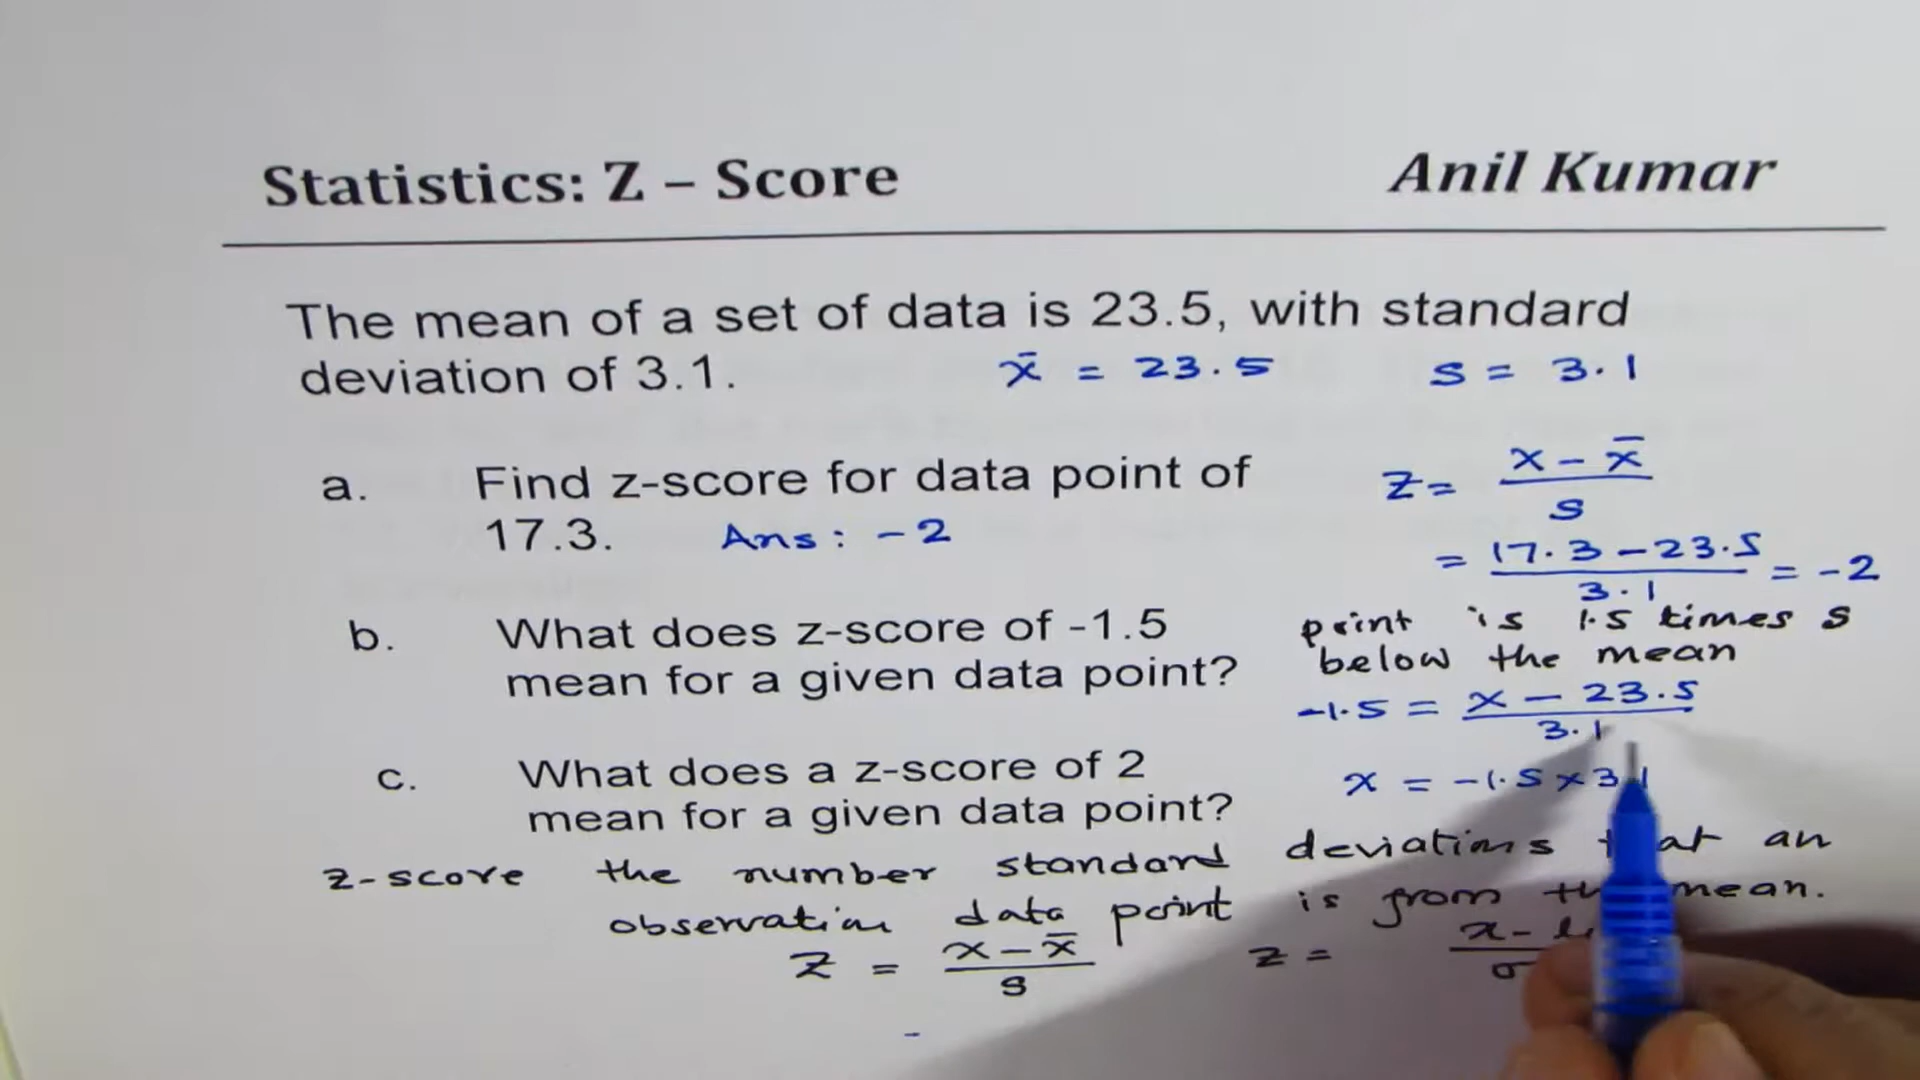 Statistics: Z – Score Anil Kumar
The mean of a set of data is 23.5, with standard
deviation of 3.1. x̄ = 23.5 s = 3.1
a. Find z-score for data point of
17.3. Ans: -2
z = (x - x̄)/s
= (17.3 - 23.5)/3.1 = -2
b. What does z-score of -1.5
mean for a given data point?
point is 1.5 times s
below the mean
-1.5 = (x - 23.5)/3.1
x = -1.5 × 3.1
c. What does a z-score of 2
mean for a given data point?
z-score the number standard deviations an
observation data point is from mean.
z = (x - x̄)/s z = x - / σ